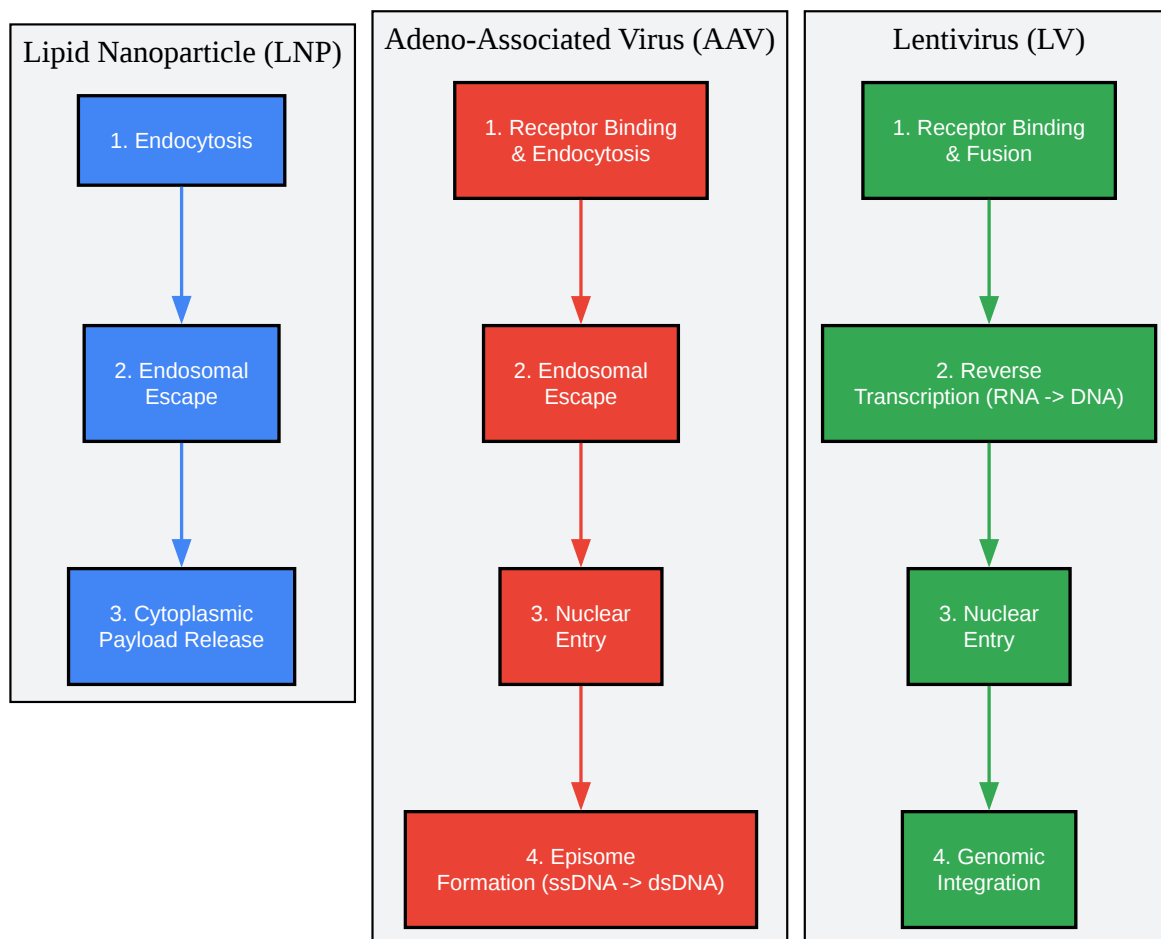 Lipid Nanoparticle (LNP)
1. Endocytosis
2. Endosomal
Escape
3. Cytoplasmic
Payload Release
Adeno-Associated Virus (AAV)
1. Receptor Binding
& Endocytosis
2. Endosomal
Escape
3. Nuclear
Entry
4. Episome
Formation (ssDNA -> dsDNA)
Lentivirus (LV)
1. Receptor Binding
& Fusion
2. Reverse
Transcription (RNA -> DNA)
3. Nuclear
Entry
4. Genomic
Integration